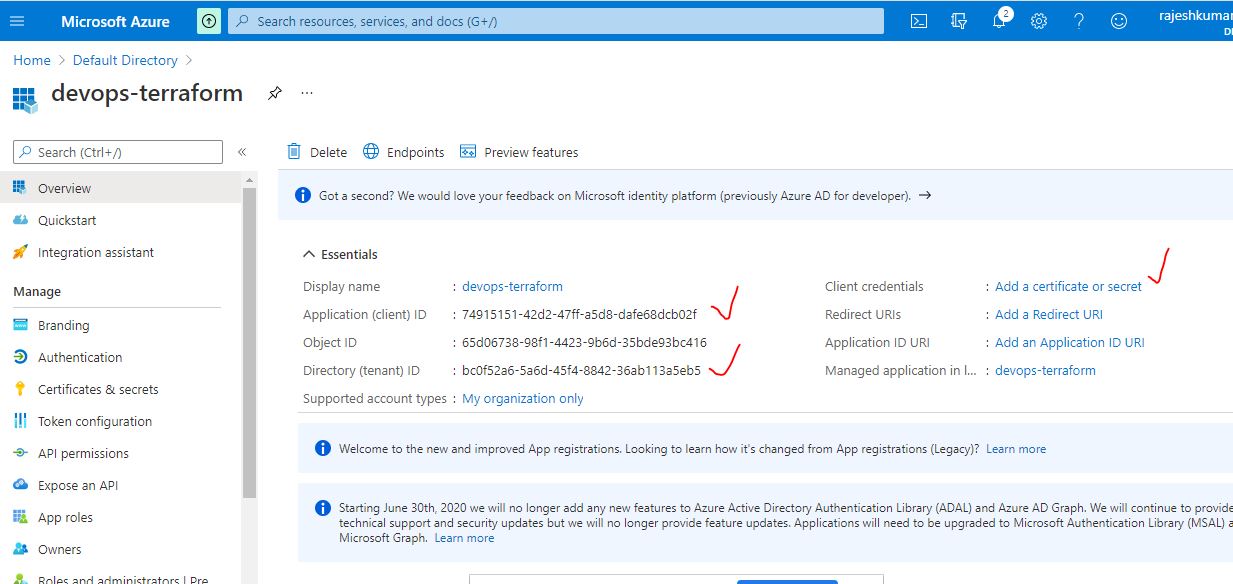 Microsoft Azure
Search resources, services, and docs (G+/)
2
rajeshkumar
Home > Default Directory >
devops-terraform
Search (Ctrl+/)
«
Delete
Endpoints
Preview features
Overview
Quickstart
Integration assistant
Manage
Branding
Authentication
Certificates & secrets
Token configuration
API permissions
Expose an API
App roles
Owners
Roles and administrators | Pre
Got a second? We would love your feedback on Microsoft identity platform (previously Azure AD for developer). →
Essentials
Display name : devops-terraform
Application (client) ID : 74915151-42d2-47ff-a5d8-dafe68dcb02f
Object ID : 65d06738-98f1-4423-9b6d-35bde93bc416
Directory (tenant) ID : bc0f52a6-5a6d-45f4-8842-36ab113a5eb5
Supported account types : My organization only
Client credentials : Add a certificate or secret
Redirect URIs : Add a Redirect URI
Application ID URI : Add an Application ID URI
Managed application in l... : devops-terraform
Welcome to the new and improved App registrations. Looking to learn how it's changed from App registrations (Legacy)? Learn more
Starting June 30th, 2020 we will no longer add any new features to Azure Active Directory Authentication Library (ADAL) and Azure AD Graph. We will continue to provide
technical support and security updates but we will no longer provide feature updates. Applications will need to be upgraded to Microsoft Authentication Library (MSAL) a
Microsoft Graph. Learn more